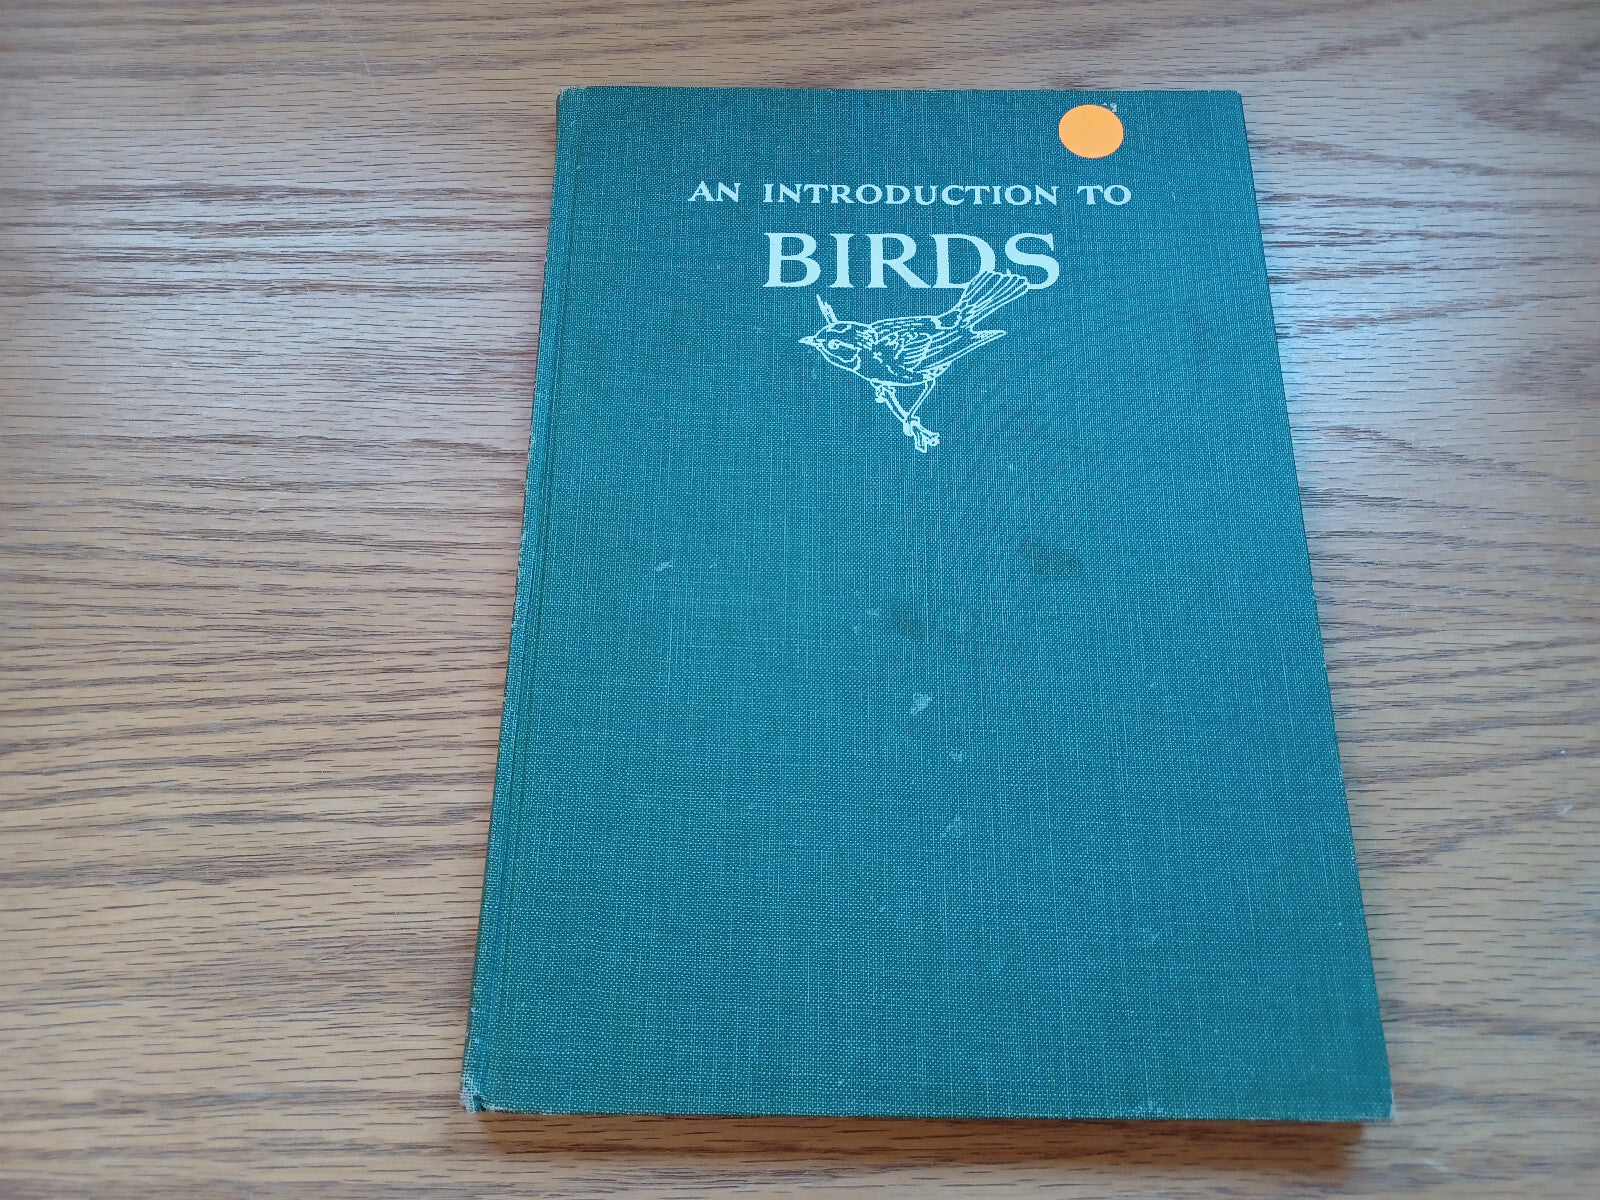 AN INTRODUCTION TO
BIRDS